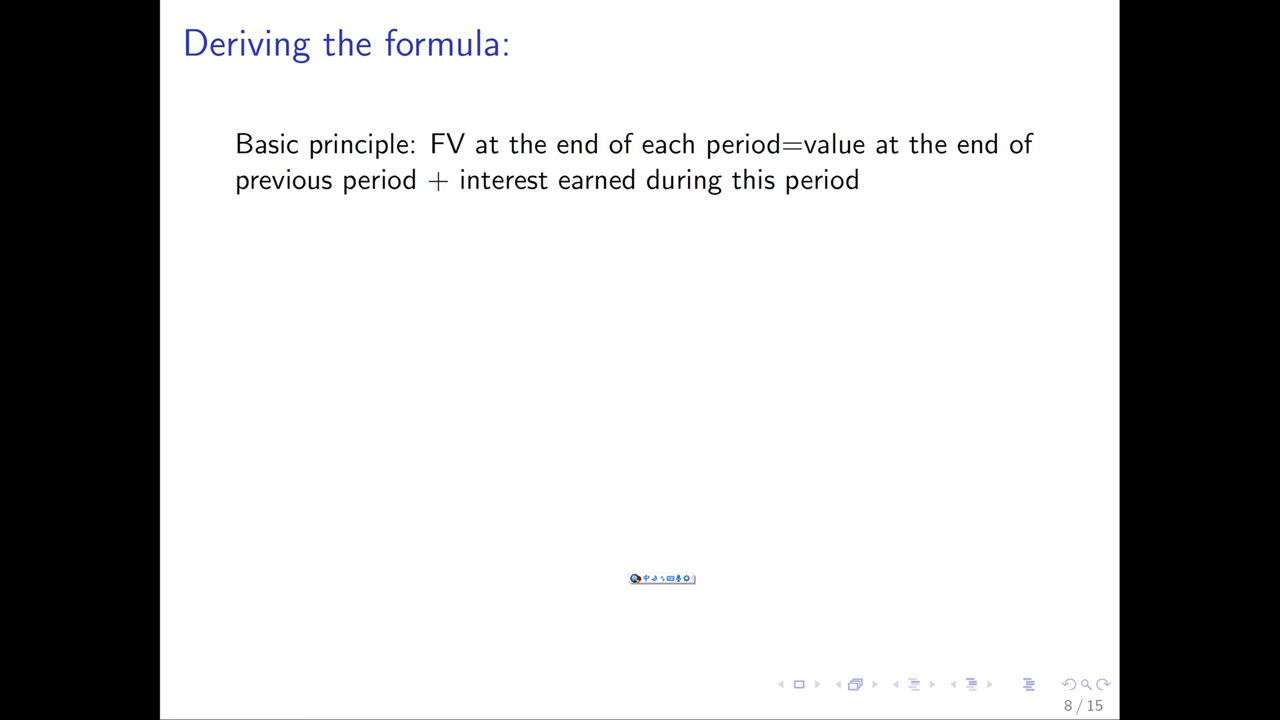 Deriving the formula:
Basic principle: FV at the end of each period=value at the end of
previous period + interest earned during this period
中
8 / 15